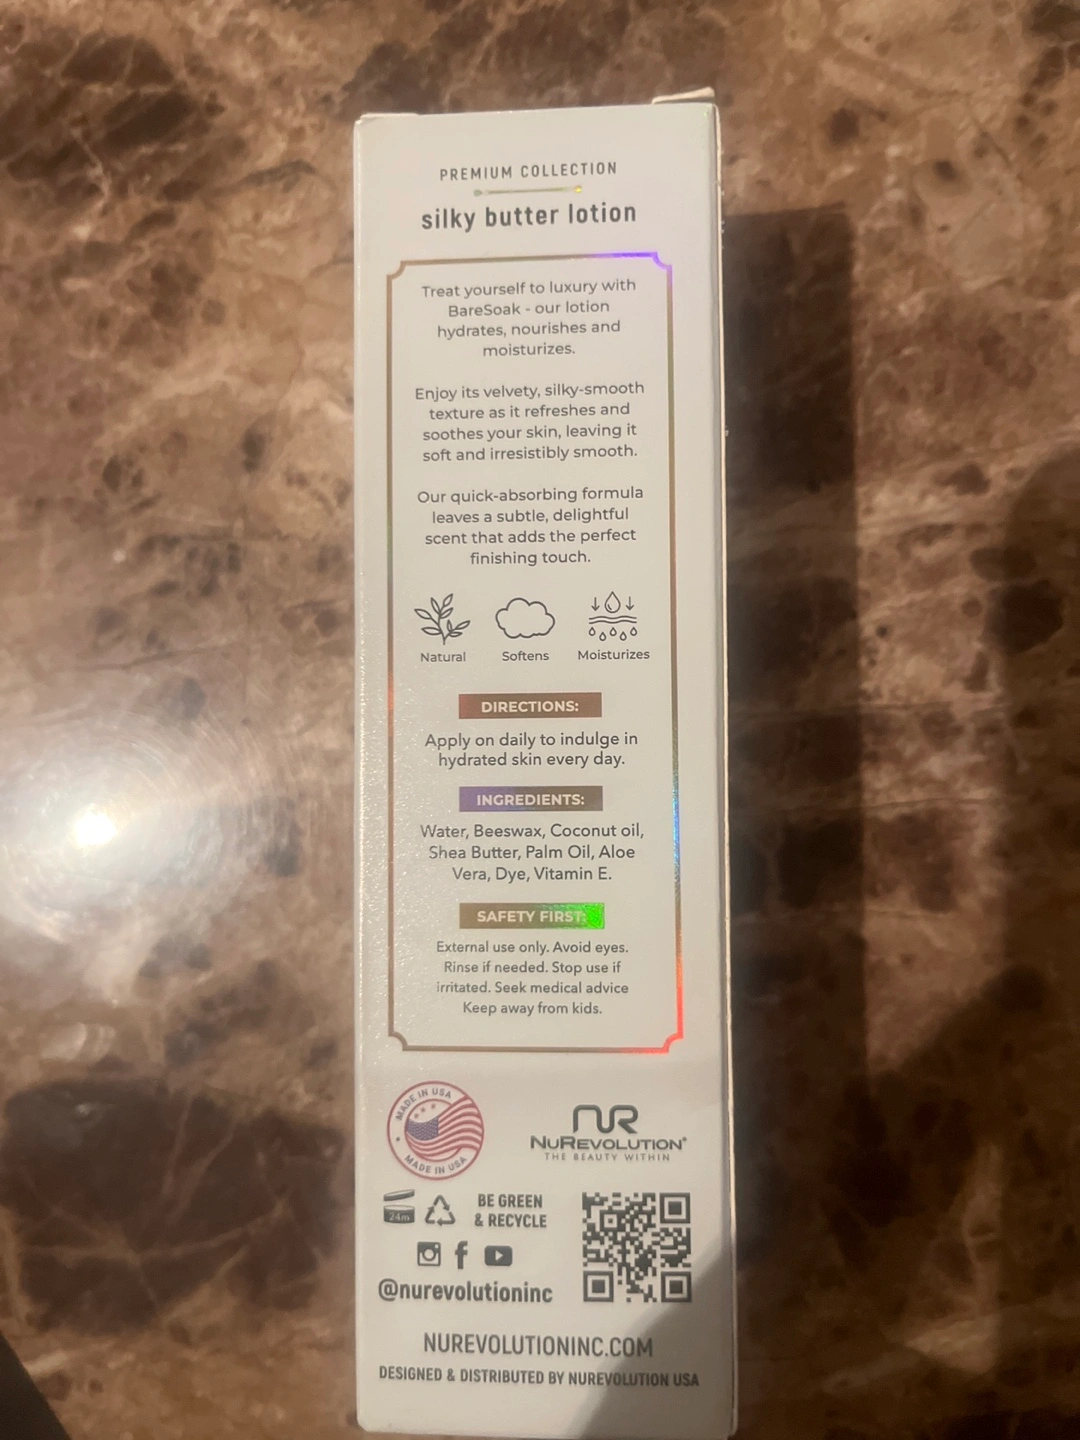 PREMIUM COLLECTION
silky butter lotion
Treat yourself to luxury with
BareSoak - our lotion
hydrates, nourishes and
moisturizes.
Enjoy its velvety, silky-smooth
texture as it refreshes and
soothes your skin, leaving it
soft and irresistibly smooth.
Our quick-absorbing formula
leaves a subtle, delightful
scent that adds the perfect
finishing touch.
Natural Softens Moisturizes
DIRECTIONS:
Apply on daily to indulge in
hydrated skin every day.
INGREDIENTS:
Water, Beeswax, Coconut oil,
Shea Butter, Palm Oil, Aloe
Vera, Dye, Vitamin E.
SAFETY FIRST:
External use only. Avoid eyes.
Rinse if needed. Stop use if
irritated. Seek medical advice
Keep away from kids.
MADE IN USA
MADE IN USA
NR
NUREVOLUTION®
THE BEAUTY WITHIN
24m
BE GREEN
& RECYCLE
@nurevolutioninc
NUREVOLUTIONINC.COM
DESIGNED & DISTRIBUTED BY NUREVOLUTION USA